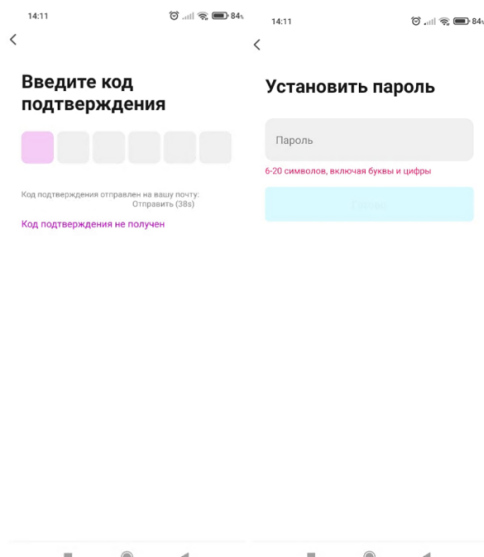 14:11
84
Введите код
подтверждения
Код подтверждения отправлен на вашу почту:
Отправить (38s)
Код подтверждения не получен
14:11
84
Установить пароль
Пароль
6-20 символов, включая буквы и цифры